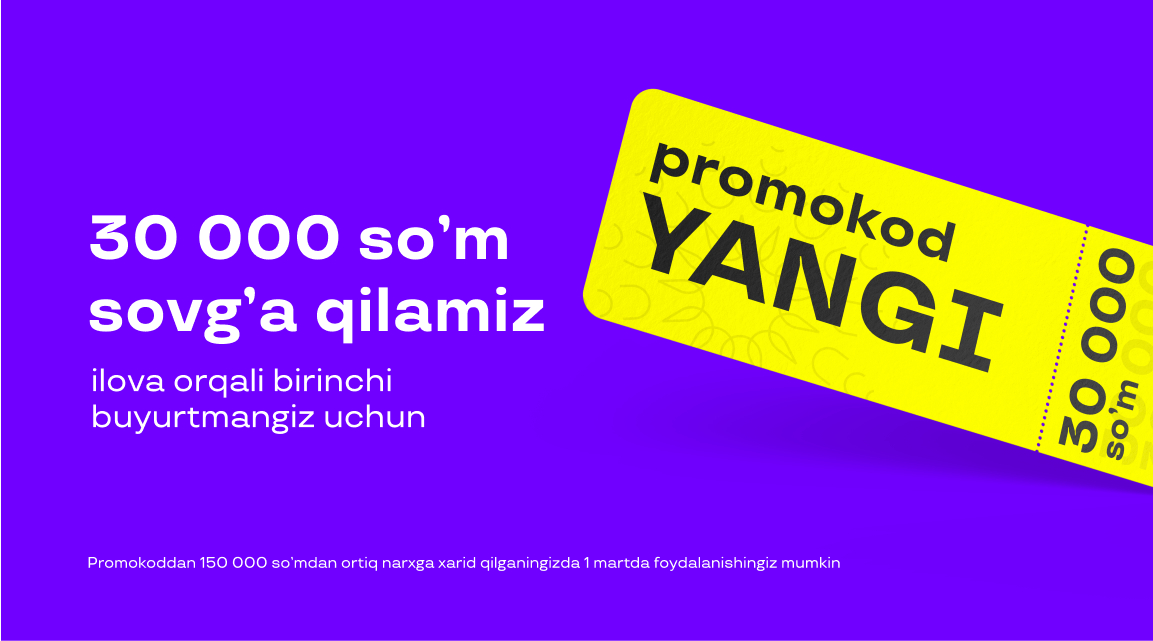 30 000 so’m
sovg’a qilamiz
ilova orqali birinchi
buyurtmangiz uchun
promokod
YANGI
30 000
so’m
Promokoddan 150 000 so’mdan ortiq narxga xarid qilganingizda 1 martda foydalanishingiz mumkin